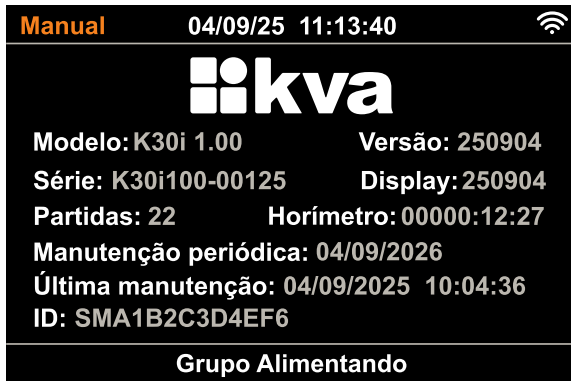 Manual 04/09/25 11:13:40
kva
Modelo: K30i 1.00 Versão: 250904
Série: K30i100-00125 Display: 250904
Partidas: 22 Horímetro: 00000:12:27
Manutenção periódica: 04/09/2026
Última manutenção: 04/09/2025 10:04:36
ID: SMA1B2C3D4EF6
Grupo Alimentando